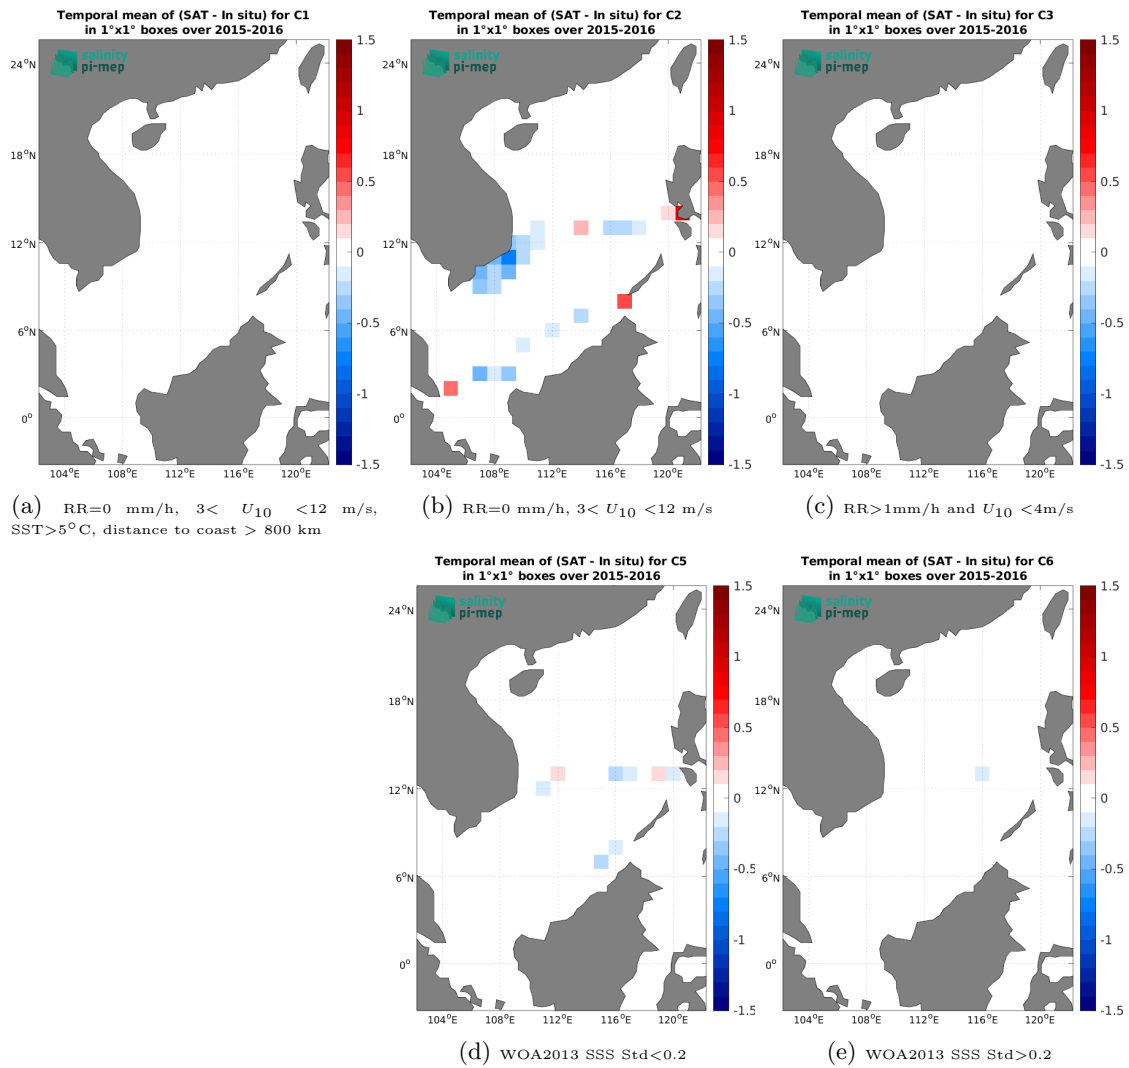 Temporal mean of (SAT - In situ) for C1
in 1°x1° boxes over 2015-2016
salinity
pi-mep
24°N
18°N
12°N
6°N
0°
104°E 108°E 112°E 116°E 120°E
1.5
1
0.5
0
-0.5
-1
-1.5
(a) RR=0 mm/h, 3< U10 <12 m/s,
SST>5°C, distance to coast > 800 km
Temporal mean of (SAT - In situ) for C2
in 1°x1° boxes over 2015-2016
salinity
pi-mep
24°N
18°N
12°N
6°N
0°
104°E 108°E 112°E 116°E 120°E
1.5
1
0.5
0
-0.5
-1
-1.5
(b) RR=0 mm/h, 3< U10 <12 m/s
Temporal mean of (SAT - In situ) for C3
in 1°x1° boxes over 2015-2016
salinity
pi-mep
24°N
18°N
12°N
6°N
0°
104°E 108°E 112°E 116°E 120°E
1.5
1
0.5
0
-0.5
-1
-1.5
(c) RR>1mm/h and U10 <4m/s
Temporal mean of (SAT - In situ) for C5
in 1°x1° boxes over 2015-2016
salinity
pi-mep
24°N
18°N
12°N
6°N
0°
104°E 108°E 112°E 116°E 120°E
1.5
1
0.5
0
-0.5
-1
-1.5
(d) WOA2013 SSS Std<0.2
Temporal mean of (SAT - In situ) for C6
in 1°x1° boxes over 2015-2016
salinity
pi-mep
24°N
18°N
12°N
6°N
0°
104°E 108°E 112°E 116°E 120°E
1.5
1
0.5
0
-0.5
-1
-1.5
(e) WOA2013 SSS Std>0.2